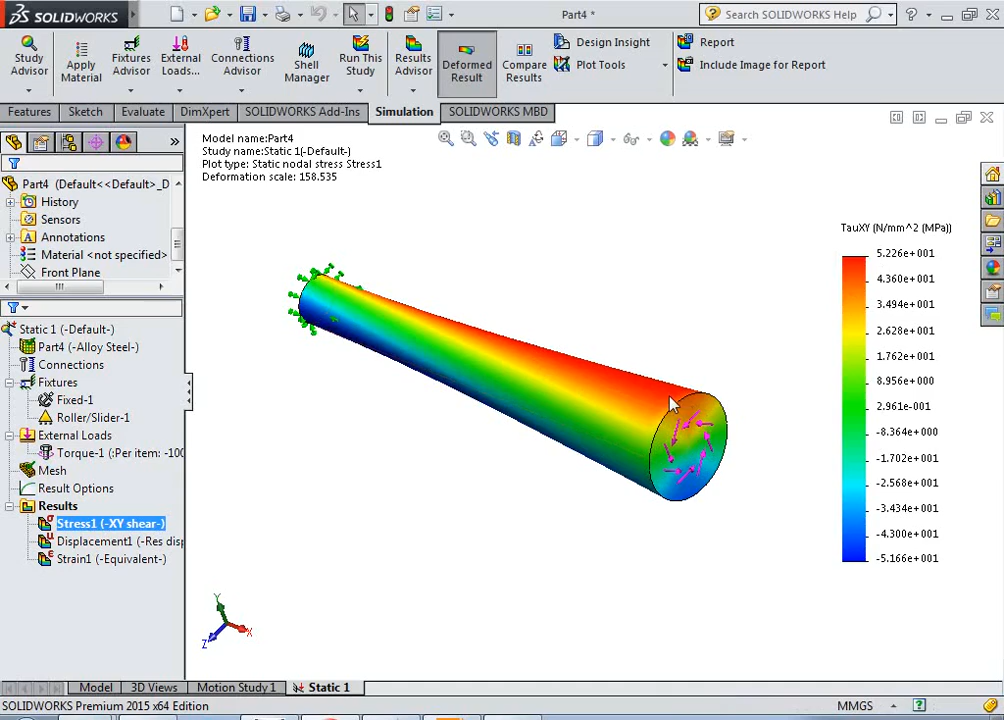 SOLIDWORKS
Part4 *
Search SOLIDWORKS Help
Study Advisor
Apply Material
Fixtures Advisor
External Loads...
Connections Advisor
Shell Manager
Run This Study
Results Advisor
Deformed Result
Compare Results
Design Insight
Plot Tools
Report
Include Image for Report
Features
Sketch
Evaluate
DimXpert
SOLIDWORKS Add-Ins
Simulation
SOLIDWORKS MBD
Part4 (Default<<Default>_D
History
Sensors
Annotations
Material <not specified>
Front Plane
Static 1 (-Default-)
Part4 (-Alloy Steel-)
Connections
Fixtures
Fixed-1
Roller/Slider-1
External Loads
Torque-1 (:Per item: -100
Mesh
Result Options
Results
Stress1 (-XY shear-)
Displacement1 (-Res disp
Strain1 (-Equivalent-)
Model name:Part4
Study name:Static 1(-Default-)
Plot type: Static nodal stress Stress1
Deformation scale: 158.535
TauXY (N/mm^2 (MPa))
5.226e+001
4.360e+001
3.494e+001
2.628e+001
1.762e+001
8.956e+000
2.961e-001
-8.364e+000
-1.702e+001
-2.568e+001
-3.434e+001
-4.300e+001
-5.166e+001
Y
X
Z
Model
3D Views
Motion Study 1
Static 1
SOLIDWORKS Premium 2015 x64 Edition
MMGS